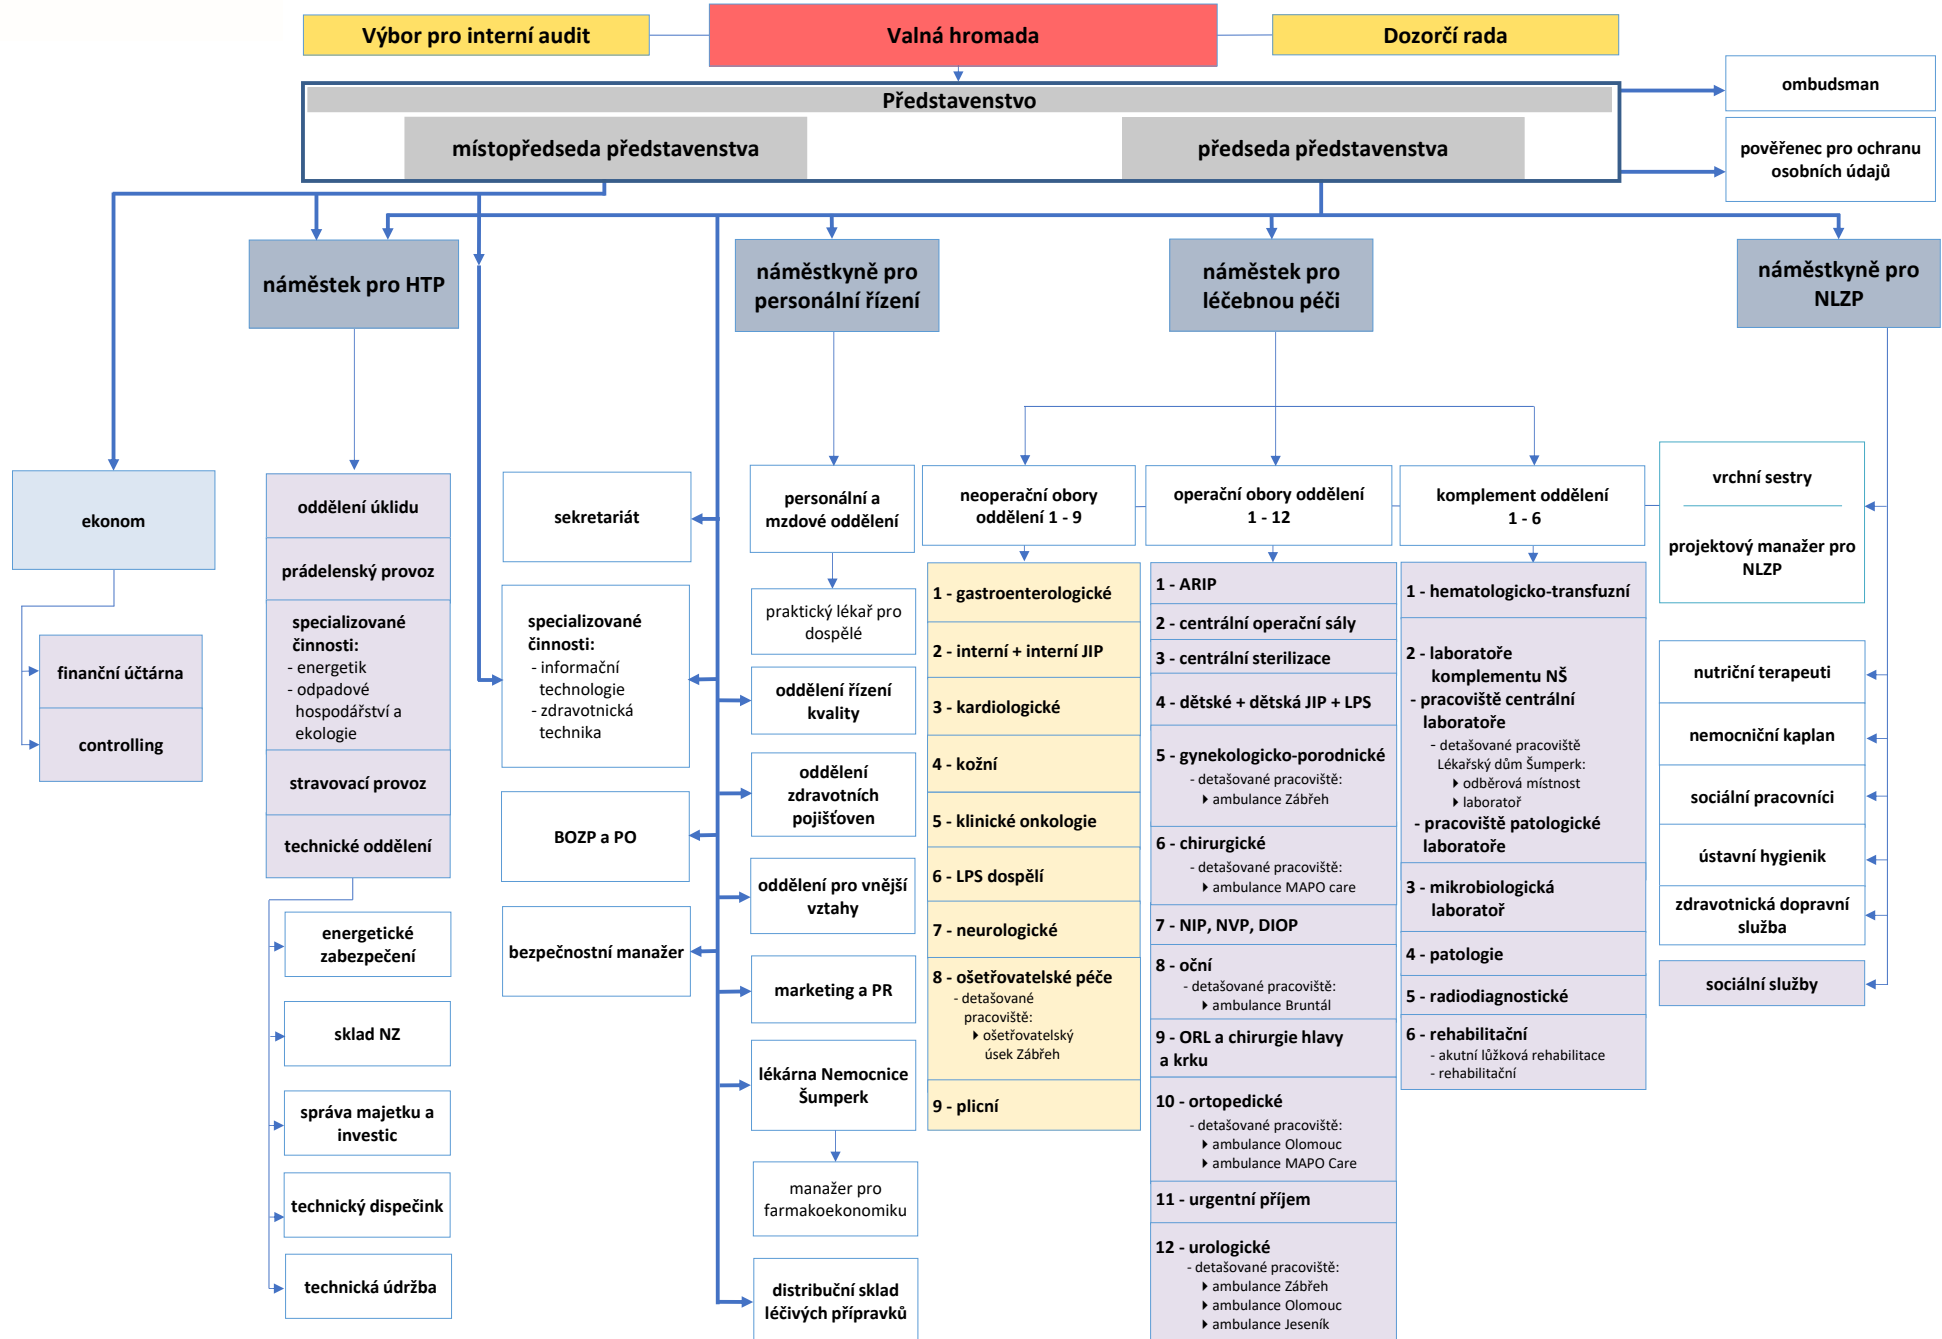 Výbor pro interní audit
Valná hromada
Dozorčí rada
Představenstvo
místopředseda představenstva
předseda představenstva
ombudsman
pověřenec pro ochranu
osobních údajů
náměstek pro HTP
náměstkyně pro
personální řízení
náměstek pro
léčebnou péči
náměstkyně pro
NLZP
ekonom
finanční účtárna
controlling
oddělení úklidu
prádelenský provoz
specializované
činnosti:
- energetik
- odpadové
hospodářství a
ekologie
stravovací provoz
technické oddělení
energetické
zabezpečení
sklad NZ
správa majetku a
investic
technický dispečink
technická údržba
sekretariát
specializované
činnosti:
- informační
technologie
- zdravotnická
technika
BOZP a PO
bezpečnostní manažer
personální a
mzdové oddělení
praktický lékař pro
dospělé
oddělení řízení
kvality
oddělení
zdravotních
pojišťoven
oddělení pro vnější
vztahy
marketing a PR
lékárna Nemocnice
Šumperk
manažer pro
farmakoekonomiku
distribuční sklad
léčivých přípravků
neoperační obory
oddělení 1 - 9
1 - gastroenterologické
2 - interní + interní JIP
3 - kardiologické
4 - kožní
5 - klinické onkologie
6 - LPS dospělí
7 - neurologické
8 - ošetřovatelské péče
- detašované
pracoviště:
ošetřovatelský
úsek Zábřeh
9 - plicní
operační obory oddělení
1 - 12
1 - ARIP
2 - centrální operační sály
3 - centrální sterilizace
4 - dětské + dětská JIP + LPS
5 - gynekologicko-porodnické
- detašované pracoviště:
ambulance Zábřeh
6 - chirurgické
- detašované pracoviště:
ambulance MAPO care
7 - NIP, NVP, DIOP
8 - oční
- detašované pracoviště:
ambulance Bruntál
9 - ORL a chirurgie hlavy
a krku
10 - ortopedické
- detašované pracoviště:
ambulance Olomouc
ambulance MAPO Care
11 - urgentní příjem
12 - urologické
- detašované pracoviště:
ambulance Zábřeh
ambulance Olomouc
ambulance Jeseník
komplement oddělení
1 - 6
1 - hematologicko-transfuzní
2 - laboratoře
komplementu NŠ
- pracoviště centrální
laboratoře
- detašované pracoviště
Lékařský dům Šumperk:
odběrová místnost
laboratoř
- pracoviště patologické
laboratoře
3 - mikrobiologická
laboratoř
4 - patologie
5 - radiodiagnostické
6 - rehabilitační
- akutní lůžková rehabilitace
- rehabilitační
vrchní sestry
projektový manažer pro
NLZP
nutriční terapeuti
nemocniční kaplan
sociální pracovníci
ústavní hygienik
zdravotnická dopravní
služba
sociální služby